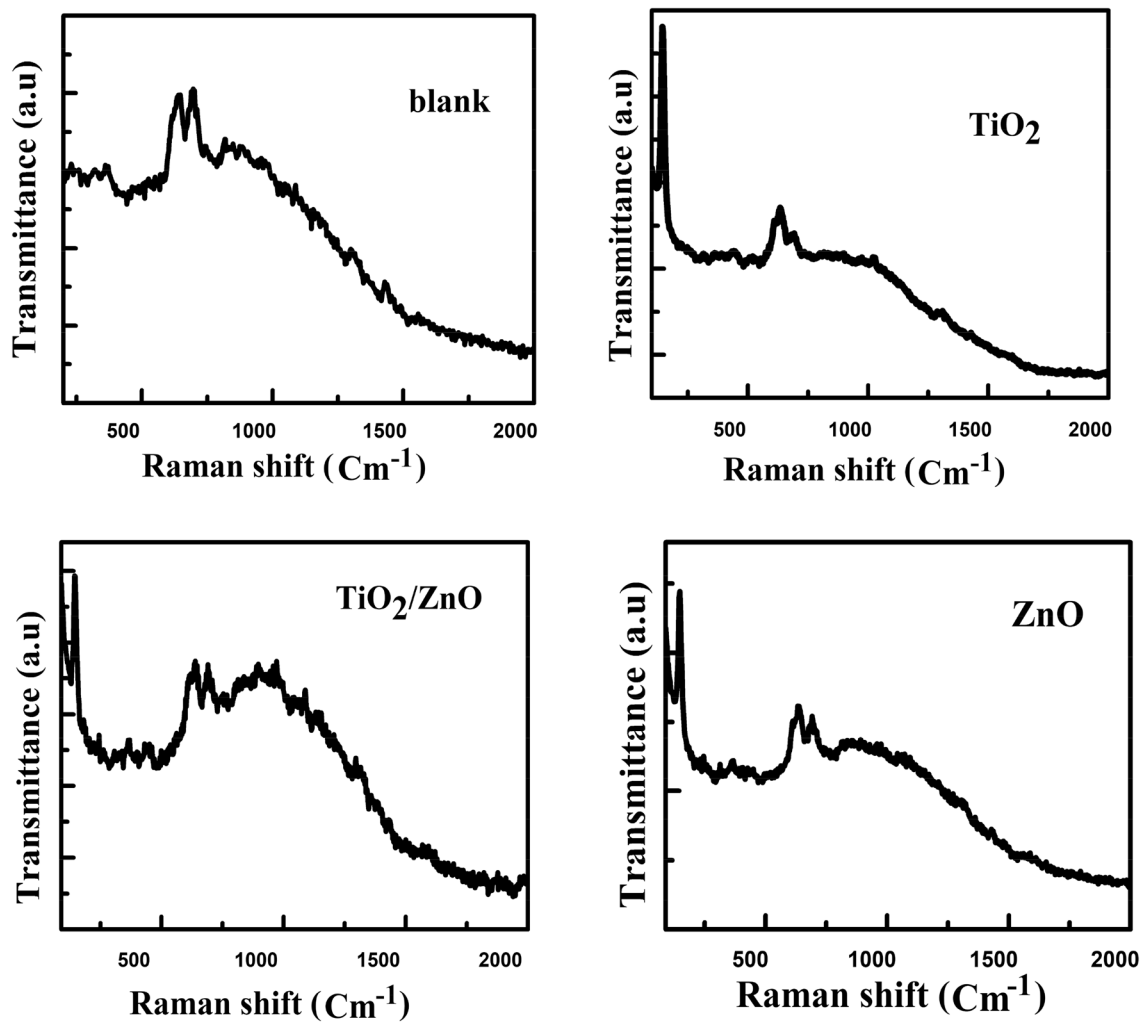 blank
Transmittance (a.u)
500 1000 1500 2000
Raman shift (Cm⁻¹)
TiO₂
Transmittance (a.u)
500 1000 1500 2000
Raman shift (Cm⁻¹)
TiO₂/ZnO
Transmittance (a.u)
500 1000 1500 2000
Raman shift (Cm⁻¹)
ZnO
Transmittance (a.u)
500 1000 1500 2000
Raman shift (Cm⁻¹)